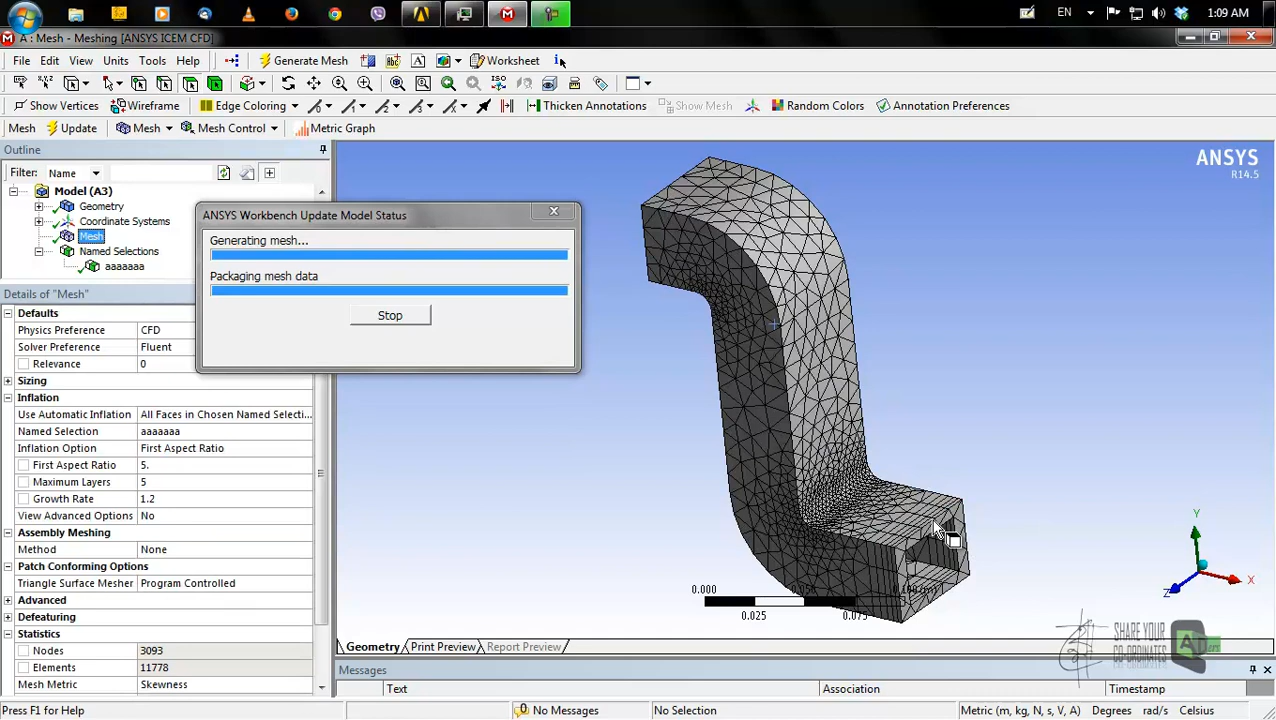 EN
1:09 AM
A : Mesh - Meshing [ANSYS ICEM CFD]
File Edit View Units Tools Help Generate Mesh abc A Worksheet i
Show Vertices Wireframe Edge Coloring Thicken Annotations Show Mesh Random Colors Annotation Preferences
Mesh Update Mesh Mesh Control Metric Graph
Outline
Filter: Name
Model (A3)
Geometry
Coordinate Systems
Mesh
Named Selections
aaaaaaa
ANSYS Workbench Update Model Status
Generating mesh...
Packaging mesh data
Stop
Details of "Mesh"
Defaults
Physics Preference CFD
Solver Preference Fluent
Relevance 0
Sizing
Inflation
Use Automatic Inflation All Faces in Chosen Named Selecti...
Named Selection aaaaaaa
Inflation Option First Aspect Ratio
First Aspect Ratio 5.
Maximum Layers 5
Growth Rate 1.2
View Advanced Options No
Assembly Meshing
Method None
Patch Conforming Options
Triangle Surface Mesher Program Controlled
Advanced
Defeaturing
Statistics
Nodes 3093
Elements 11778
Mesh Metric Skewness
ANSYS
R14.5
Y
X
Z
0.000
0.025
0.075
SHARE YOUR
CO-ORDINATES
Geometry Print Preview Report Preview
Messages
Text Association Timestamp
Press F1 for Help
0 No Messages
No Selection
Metric (m, kg, N, s, V, A) Degrees rad/s Celsius